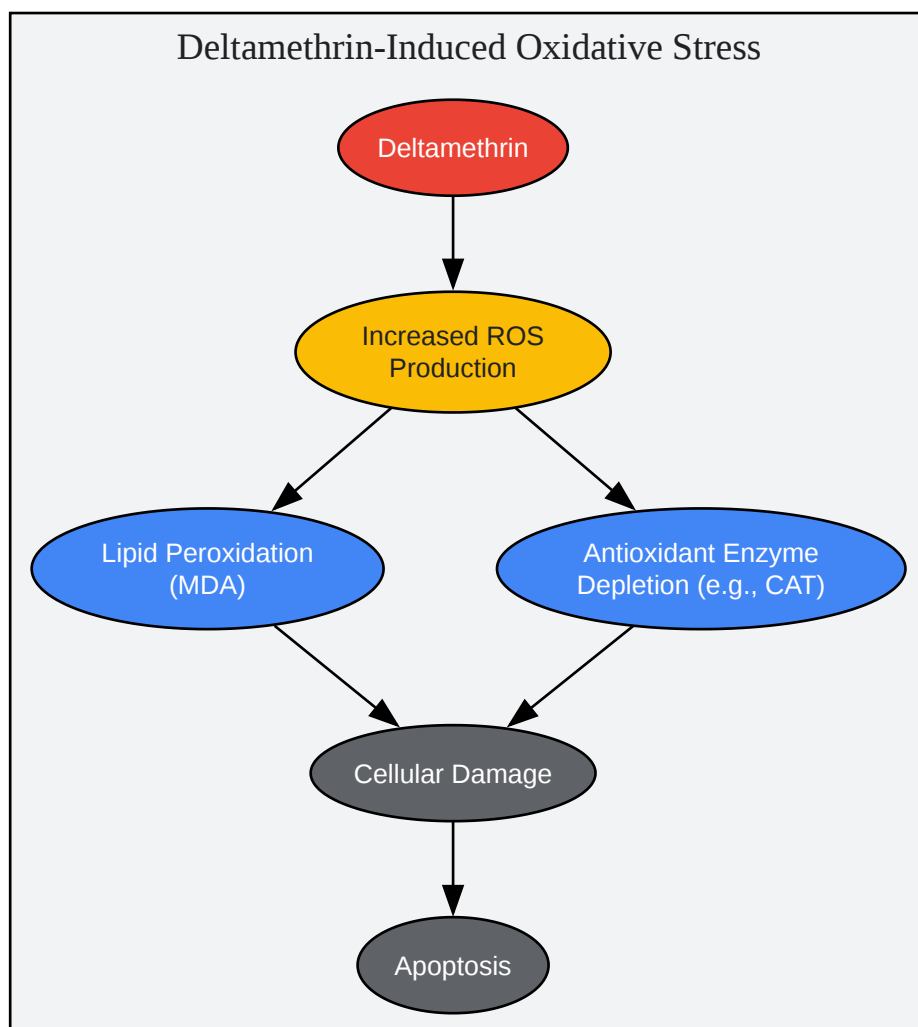 Deltamethrin-Induced Oxidative Stress
Deltamethrin
Increased ROS
Production
Lipid Peroxidation
(MDA)
Antioxidant Enzyme
Depletion (e.g., CAT)
Cellular Damage
Apoptosis